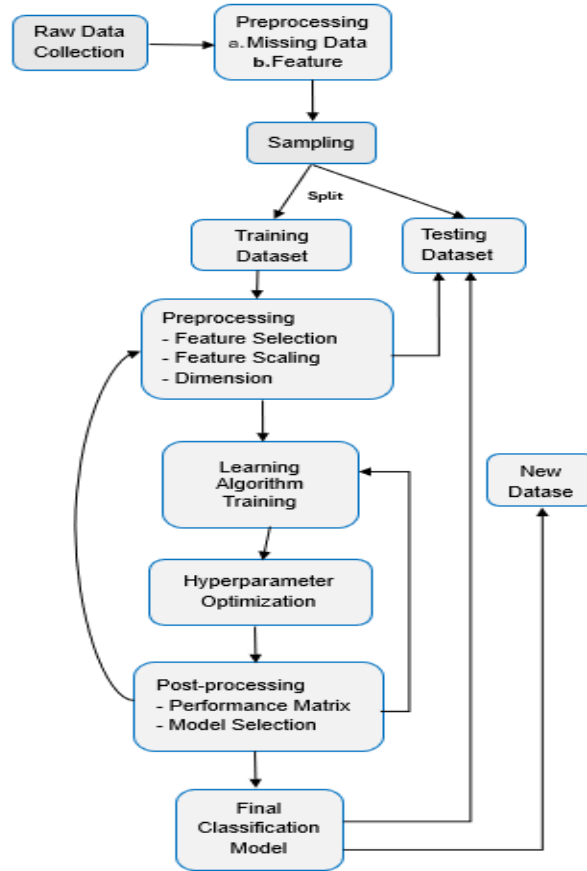 Raw Data
Collection
Preprocessing
a.Missing Data
b.Feature
Sampling
Split
Training
Dataset
Testing
Dataset
Preprocessing
- Feature Selection
- Feature Scaling
- Dimension
Learning
Algorithm
Training
New
Datase
Hyperparameter
Optimization
Post-processing
- Performance Matrix
- Model Selection
Final
Classification
Model